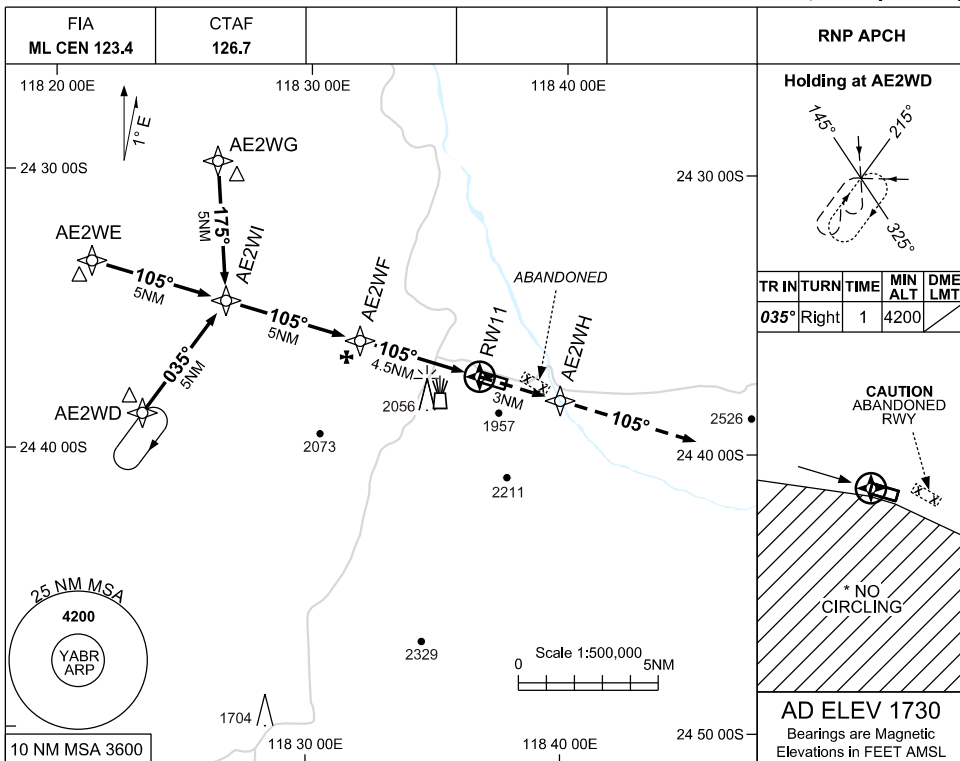 FIA
ML CEN 123.4
CTAF
126.7
RNP APCH
118 20 00E
118 30 00E
118 40 00E
1° E
AE2WG
24 30 00S
24 30 00S
175°
5NM
AE2WE
AE2WI
105°
5NM
AE2WF
105°
5NM
ABANDONED
RW11
AE2WH
105°
4.5NM
035°
5NM
3NM
105°
AE2WD
2056
1957
2526
2073
24 40 00S
24 40 00S
2211
25 NM MSA
4200
YABR
ARP
2329
Scale 1:500,000
0
5NM
1704
10 NM MSA 3600
118 30 00E
118 40 00E
24 50 00S
Holding at AE2WD
145°
215°
325°
TR IN TURN TIME MIN ALT DME LMT
035° Right 1 4200
CAUTION
ABANDONED
RWY
X X
* NO
CIRCLING
AD ELEV 1730
Bearings are Magnetic
Elevations in FEET AMSL